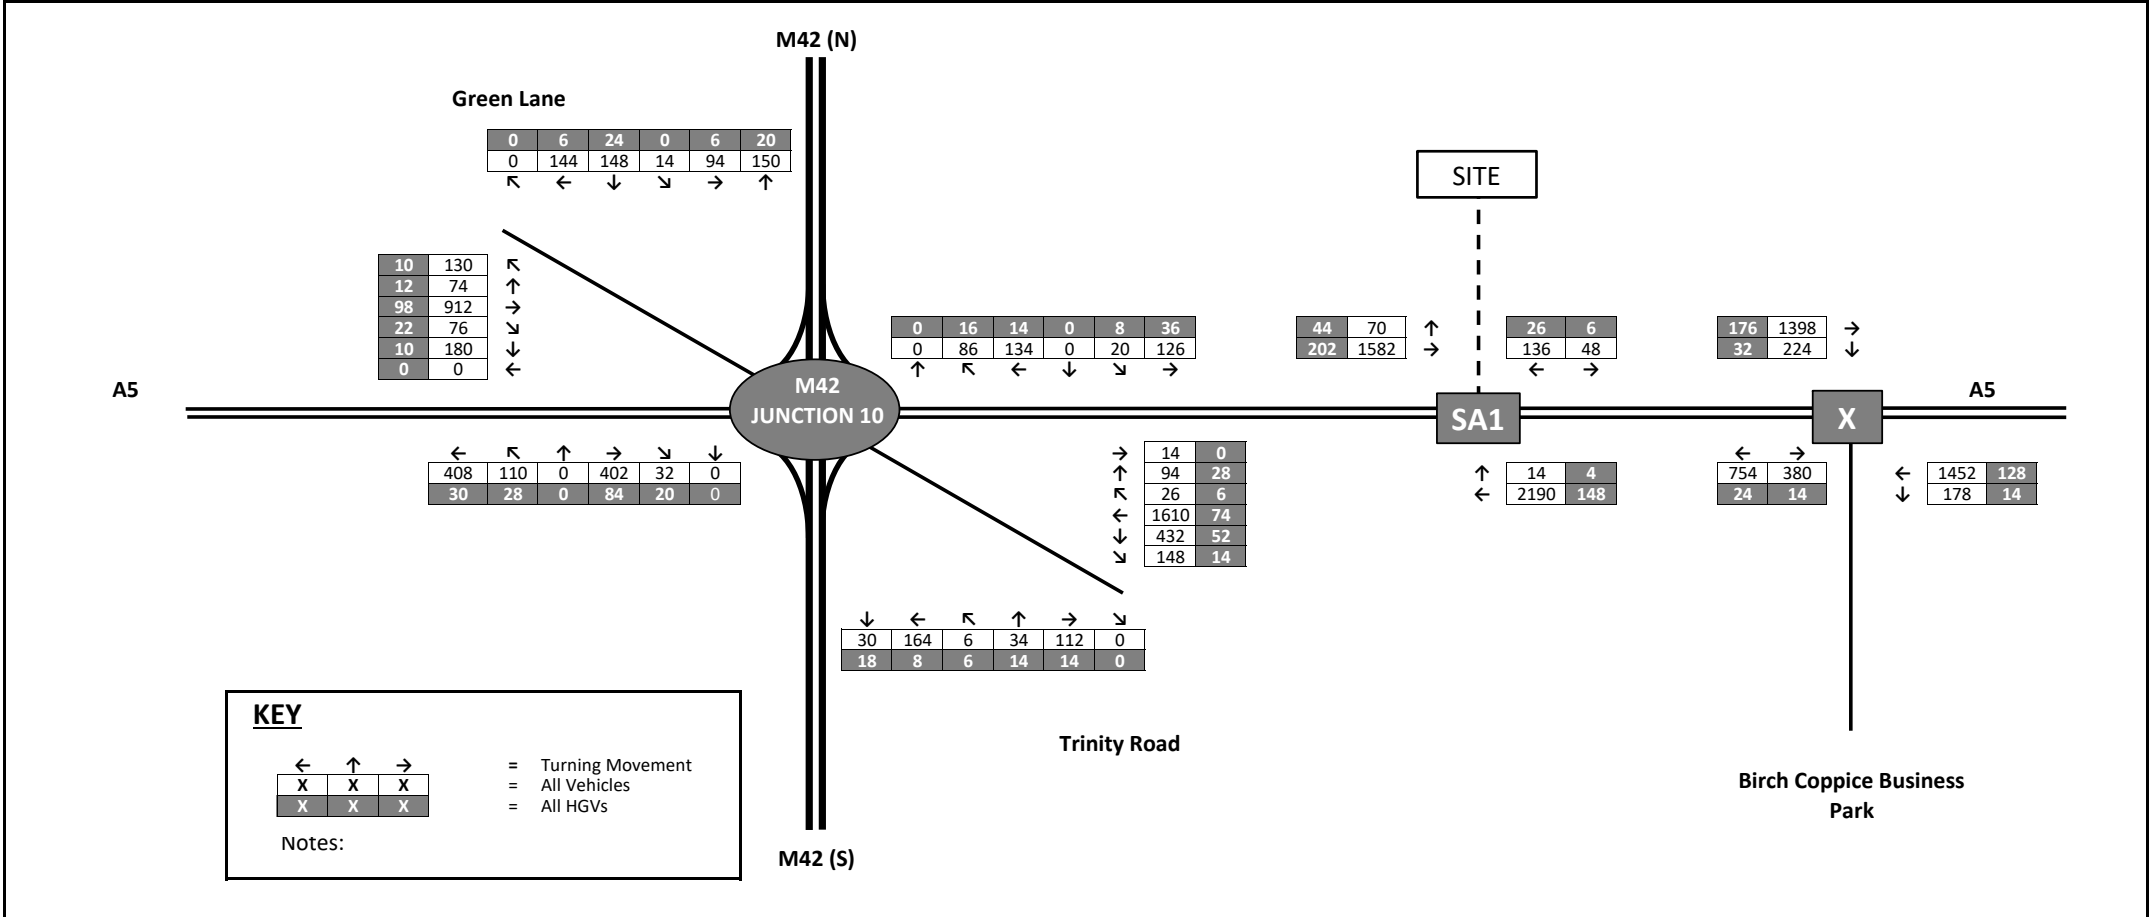 M42 (N)
Green Lane
0 6 24 0 6 20
0 144 148 14 94 150
↖ ← ↓ ↘ → ↑
SITE
10 130 ↖
12 74 ↑
98 912 →
22 76 ↘
10 180 ↓
0 0 ←
0 16 14 0 8 36
0 86 134 0 20 126
↑ ↖ ← ↓ ↘ →
44 70 ↑
202 1582 →
26 6
136 48
← →
176 1398 →
32 224 ↓
A5
M42
JUNCTION 10
SA1
X
A5
← ↖ ↑ → ↘ ↓
408 110 0 402 32 0
30 28 0 84 20 0
→ 14 0
↑ 94 28
↖ 26 6
← 1610 74
↓ 432 52
↘ 148 14
↑ 14 4
← 2190 148
← →
754 380
24 14
← 1452 128
↓ 178 14
↓ ← ↖ ↑ → ↘
30 164 6 34 112 0
18 8 6 14 14 0
KEY
← ↑ → = Turning Movement
X X X = All Vehicles
X X X = All HGVs
Notes:
Trinity Road
Birch Coppice Business
Park
M42 (S)